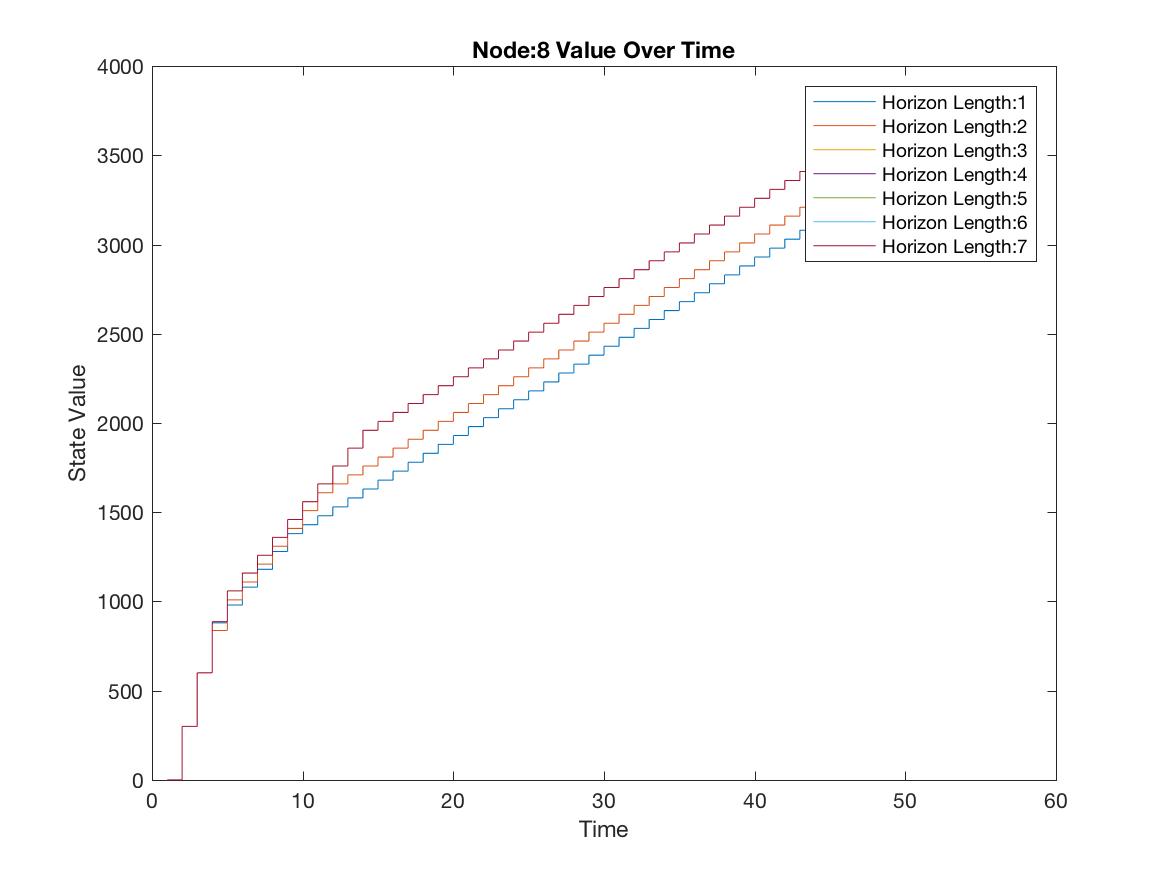 Node:8 Value Over Time
4000
3500
3000
2500
2000
1500
1000
500
0
State Value
Horizon Length:1
Horizon Length:2
Horizon Length:3
Horizon Length:4
Horizon Length:5
Horizon Length:6
Horizon Length:7
0 10 20 30 40 50 60
Time